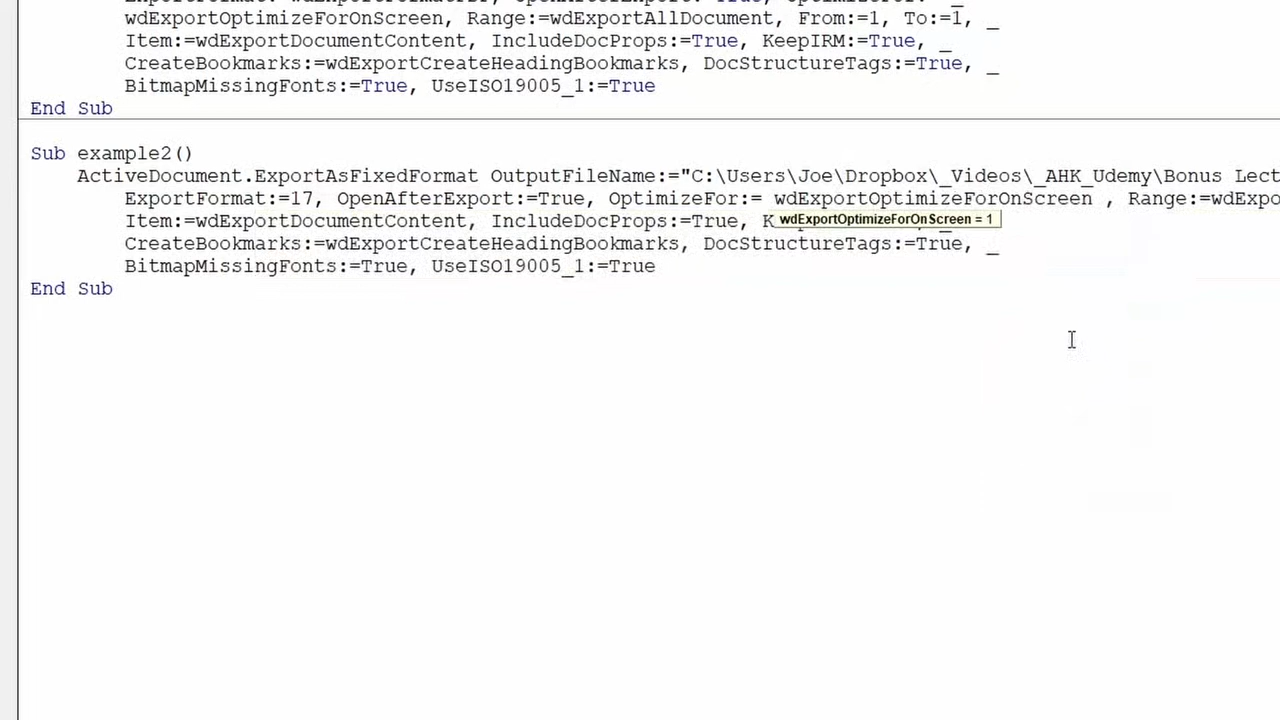 wdExportOptimizeForOnScreen, Range:=wdExportAllDocument, From:=1, To:=1, _
Item:=wdExportDocumentContent, IncludeDocProps:=True, KeepIRM:=True, _
CreateBookmarks:=wdExportCreateHeadingBookmarks, DocStructureTags:=True, _
BitmapMissingFonts:=True, UseISO19005_1:=True
End Sub
Sub example2()
ActiveDocument.ExportAsFixedFormat OutputFileName:="C:\Users\Joe\Dropbox\_Videos\_AHK_Udemy\Bonus Lect
ExportFormat:=17, OpenAfterExport:=True, OptimizeFor:= wdExportOptimizeForOnScreen , Range:=wdExpo
Item:=wdExportDocumentContent, IncludeDocProps:=True, K _
wdExportOptimizeForOnScreen = 1
CreateBookmarks:=wdExportCreateHeadingBookmarks, DocStructureTags:=True, _
BitmapMissingFonts:=True, UseISO19005_1:=True
End Sub